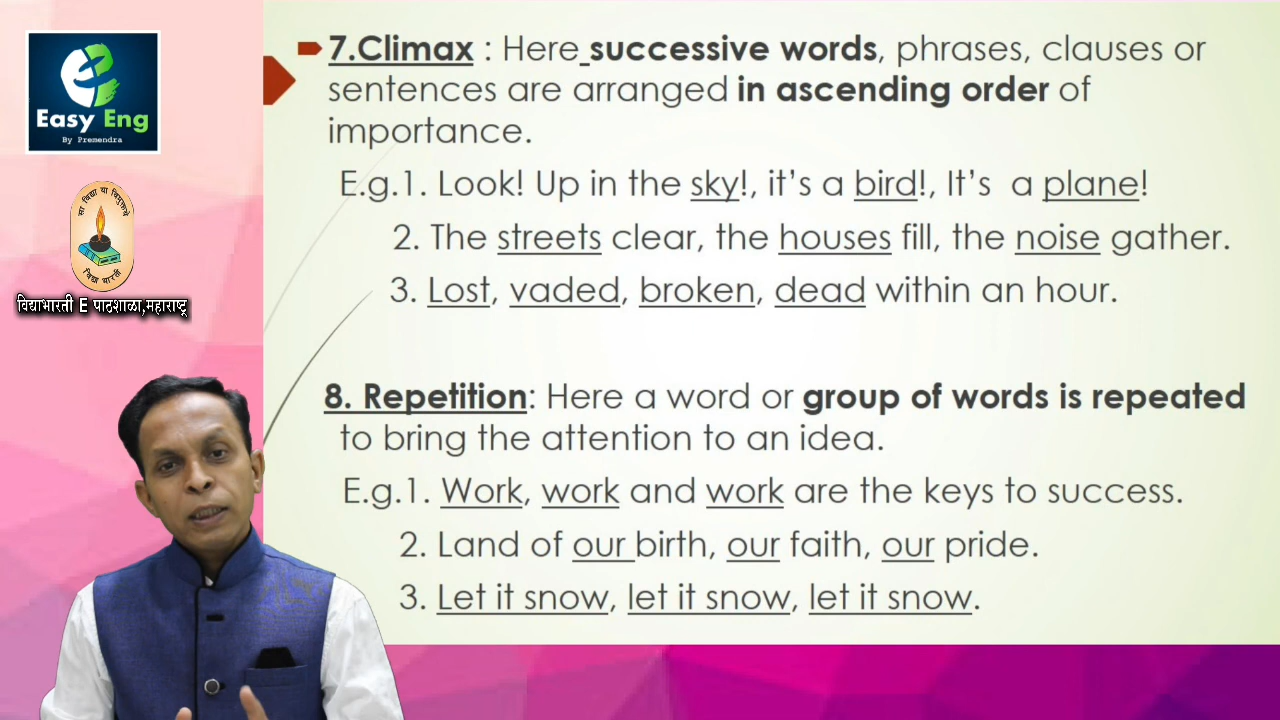 Easy Eng
By Premendra
सा विद्या या विमुक्तये
विद्या भारती
विद्याभारती E पाठशाळा,महाराष्ट्र
7.Climax : Here successive words, phrases, clauses or
sentences are arranged in ascending order of
importance.
E.g.1. Look! Up in the sky!, it’s a bird!, It’s a plane!
2. The streets clear, the houses fill, the noise gather.
3. Lost, vaded, broken, dead within an hour.
8. Repetition: Here a word or group of words is repeated
to bring the attention to an idea.
E.g.1. Work, work and work are the keys to success.
2. Land of our birth, our faith, our pride.
3. Let it snow, let it snow, let it snow.